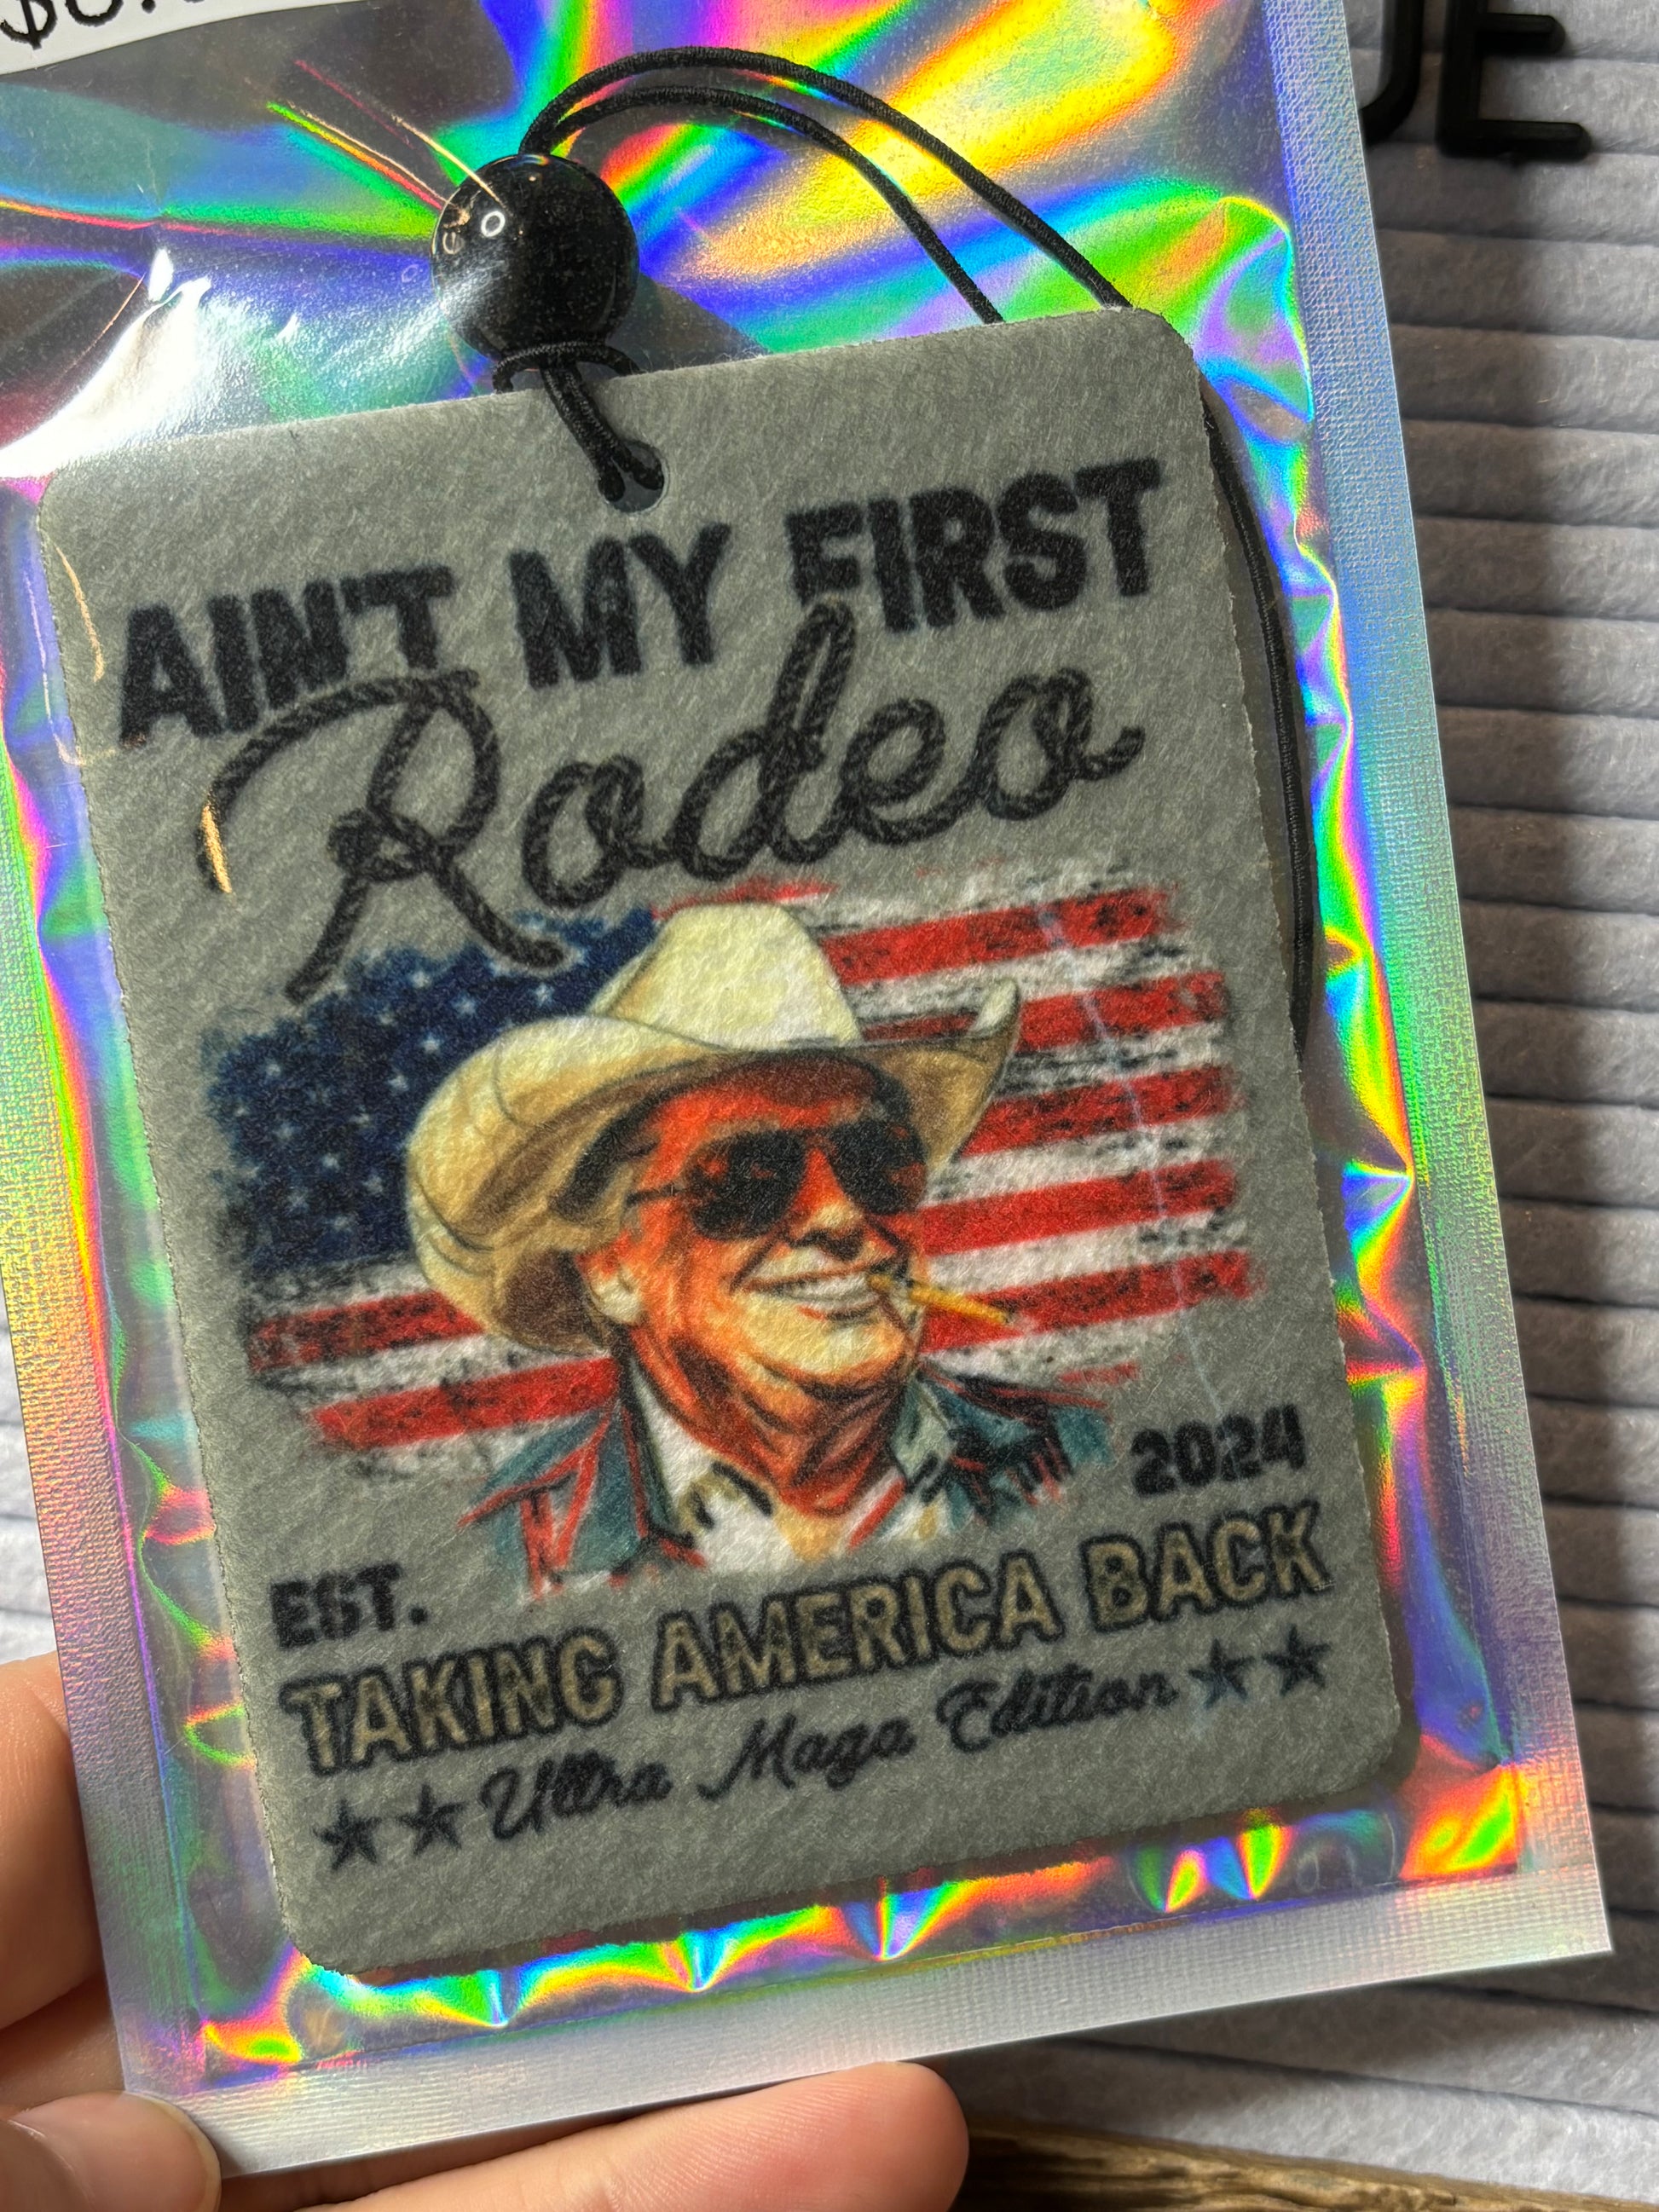 AIN'T MY FIRST
Rodeo
EST.
2024
TAKING AMERICA BACK
Ultra Maga Edition